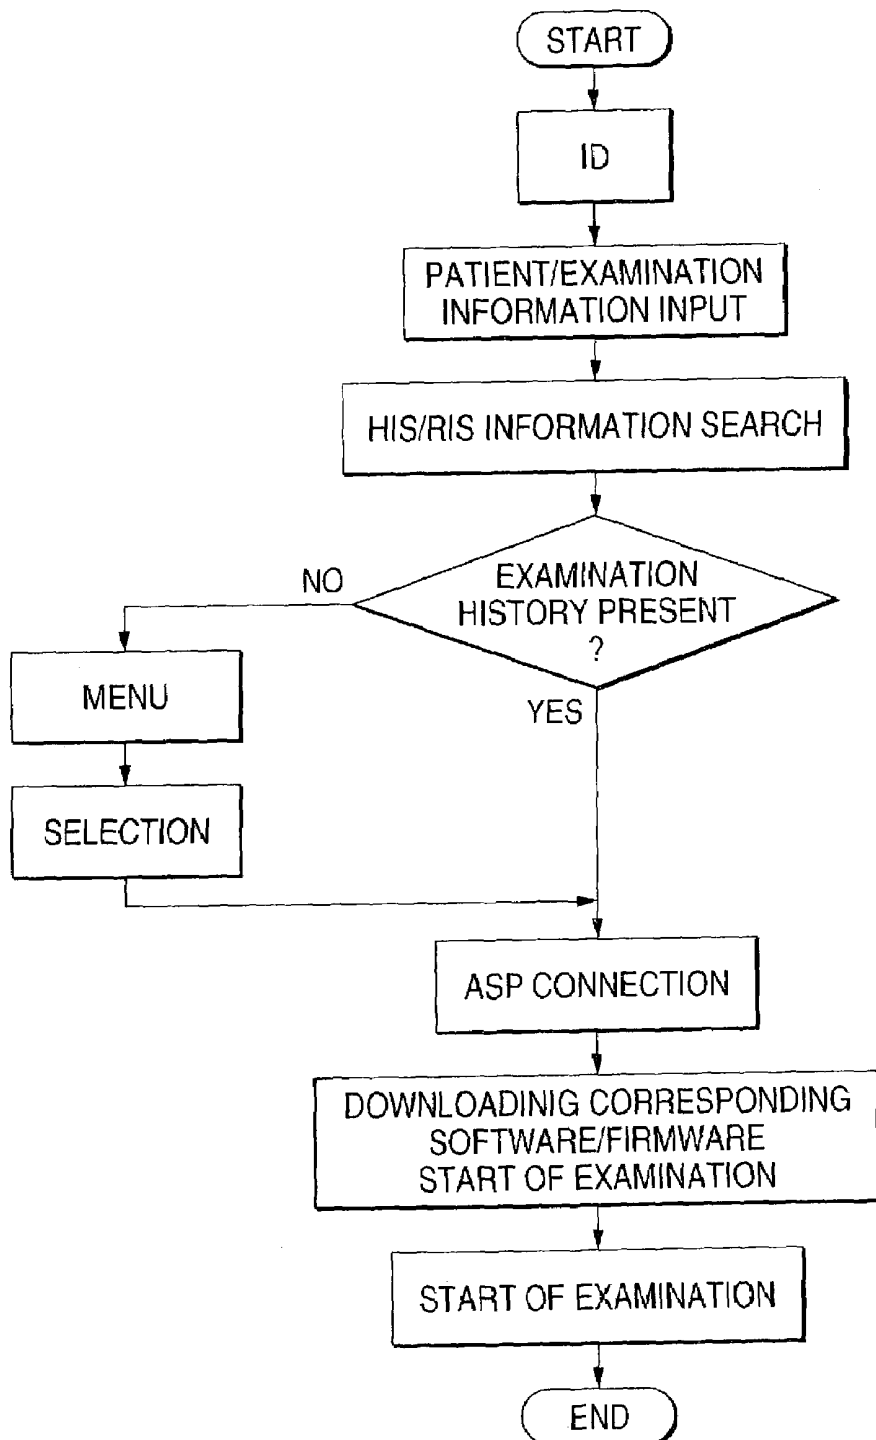 START
ID
PATIENT/EXAMINATION
INFORMATION INPUT
HIS/RIS INFORMATION SEARCH
EXAMINATION
HISTORY PRESENT
?
NO
YES
MENU
SELECTION
ASP CONNECTION
DOWNLOADINIG CORRESPONDING
SOFTWARE/FIRMWARE
START OF EXAMINATION
START OF EXAMINATION
END